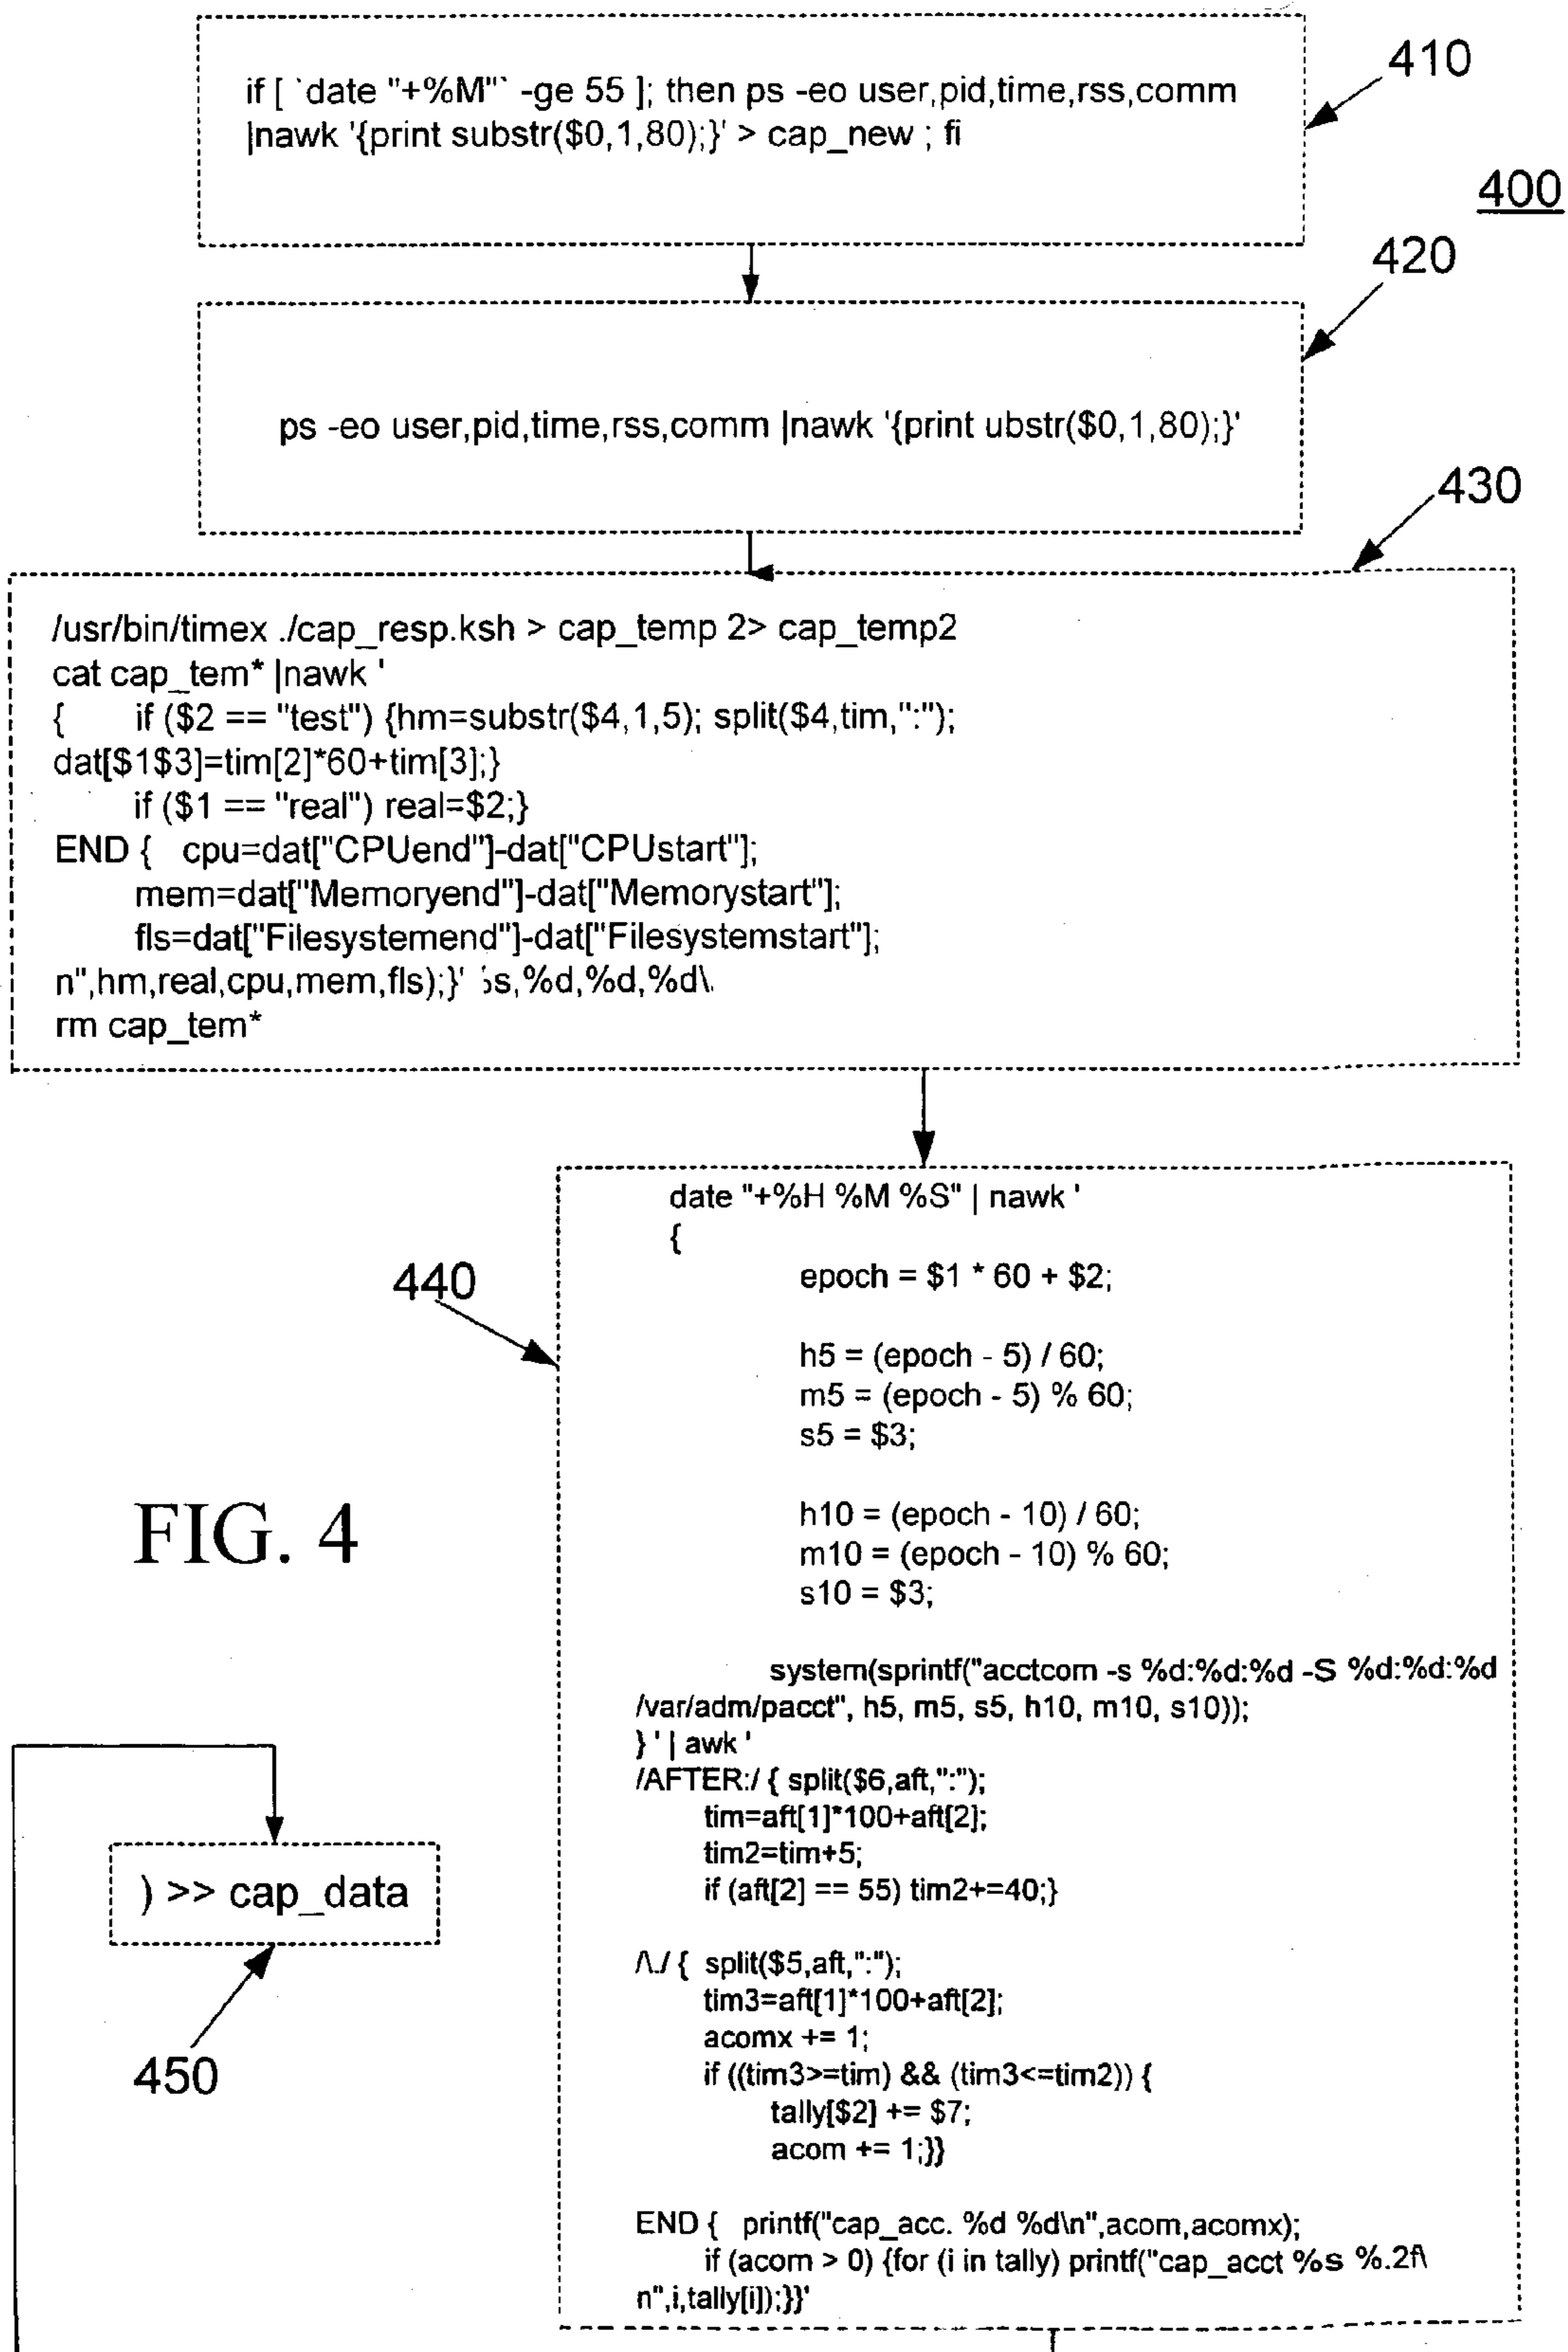 if [ `date "+%M"` -ge 55 ]; then ps -eo user,pid,time,rss,comm
|nawk '{print substr($0,1,80);}' > cap_new ; fi
410
400
420
ps -eo user,pid,time,rss,comm |nawk '{print ubstr($0,1,80);}'
430
/usr/bin/timex ./cap_resp.ksh > cap_temp 2> cap_temp2
cat cap_tem* |nawk '
{ if ($2 == "test") {hm=substr($4,1,5); split($4,tim,":");
dat[$1$3]=tim[2]*60+tim[3];}
if ($1 == "real") real=$2;}
END { cpu=dat["CPUend"]-dat["CPUstart"];
mem=dat["Memoryend"]-dat["Memorystart"];
fls=dat["Filesystemend"]-dat["Filesystemstart"];
n",hm,real,cpu,mem,fls);}' s,%d,%d,%d\
rm cap_tem*
440
date "+%H %M %S" | nawk '
{
epoch = $1 * 60 + $2;
h5 = (epoch - 5) / 60;
m5 = (epoch - 5) % 60;
s5 = $3;
h10 = (epoch - 10) / 60;
m10 = (epoch - 10) % 60;
s10 = $3;
system(sprintf("acctcom -s %d:%d:%d -S %d:%d:%d
/var/adm/pacct", h5, m5, s5, h10, m10, s10));
} ' | awk '
/AFTER:/ { split($6,aft,":");
tim=aft[1]*100+aft[2];
tim2=tim+5;
if (aft[2] == 55) tim2+=40;}
/\./ { split($5,aft,":");
tim3=aft[1]*100+aft[2];
acomx += 1;
if ((tim3>=tim) && (tim3<=tim2)) {
tally[$2] += $7;
acom += 1;}}
END { printf("cap_acc. %d %d\n",acom,acomx);
if (acom > 0) {for (i in tally) printf("cap_acct %s %.2f\
n",i,tally[i]);}}'
FIG. 4
) >> cap_data
450